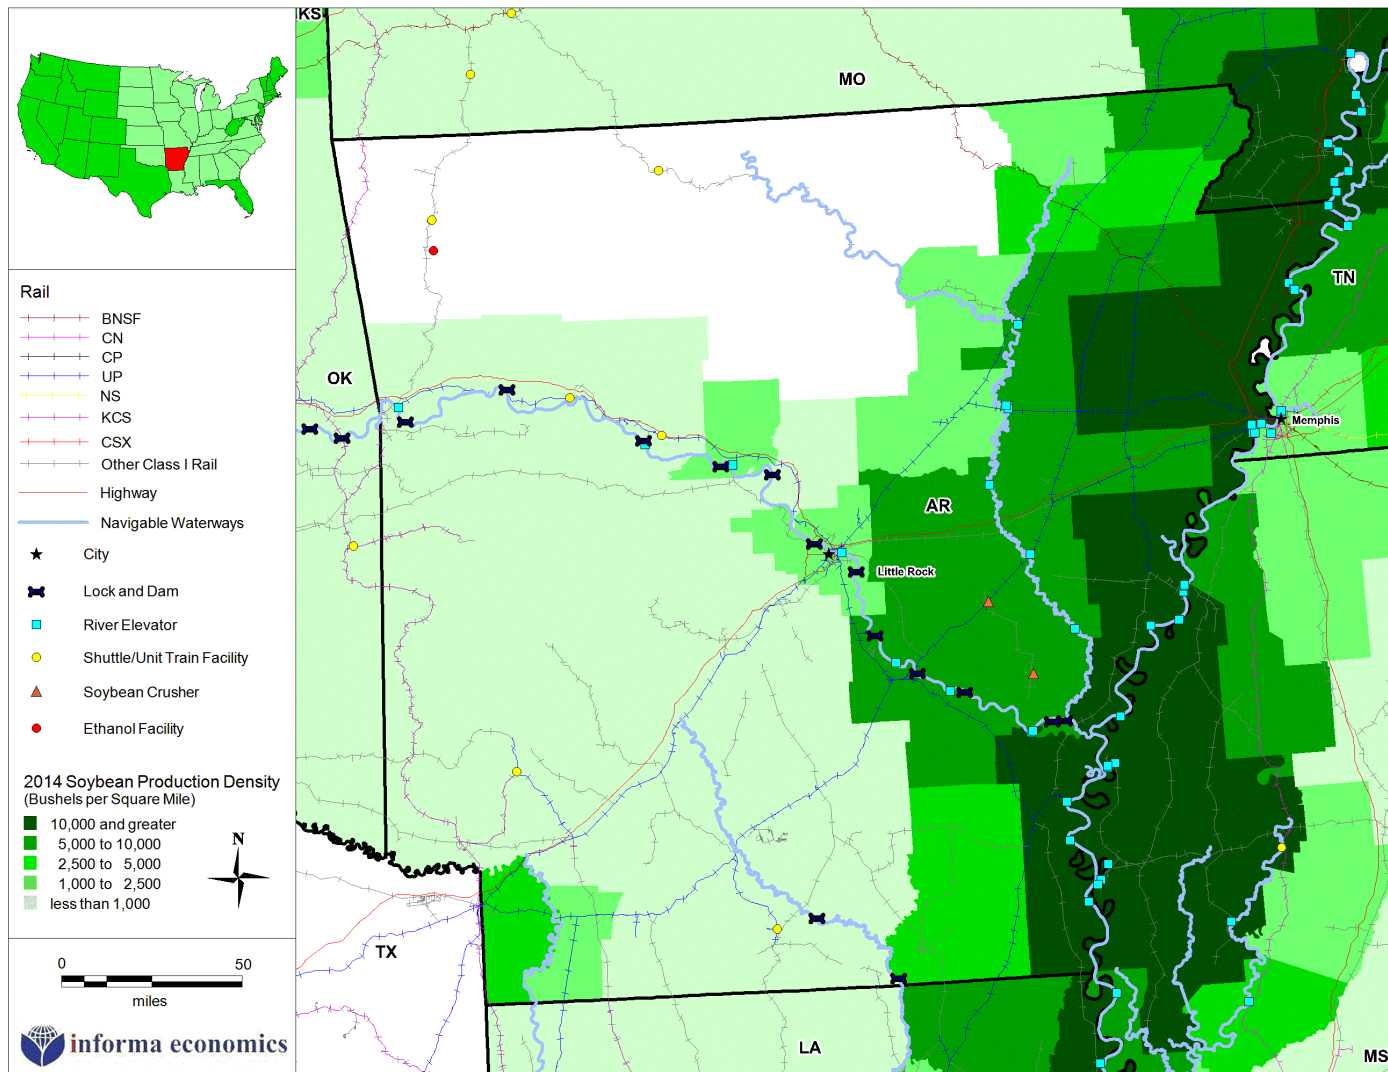 Rail
BNSF
CN
CP
UP
NS
KCS
CSX
Other Class I Rail
Highway
Navigable Waterways
City
Lock and Dam
River Elevator
Shuttle/Unit Train Facility
Soybean Crusher
Ethanol Facility
2014 Soybean Production Density
(Bushels per Square Mile)
10,000 and greater
5,000 to 10,000
2,500 to 5,000
1,000 to 2,500
less than 1,000
N
0 50
miles
informa economics
KS
MO
TN
OK
Memphis
AR
Little Rock
TX
LA
MS